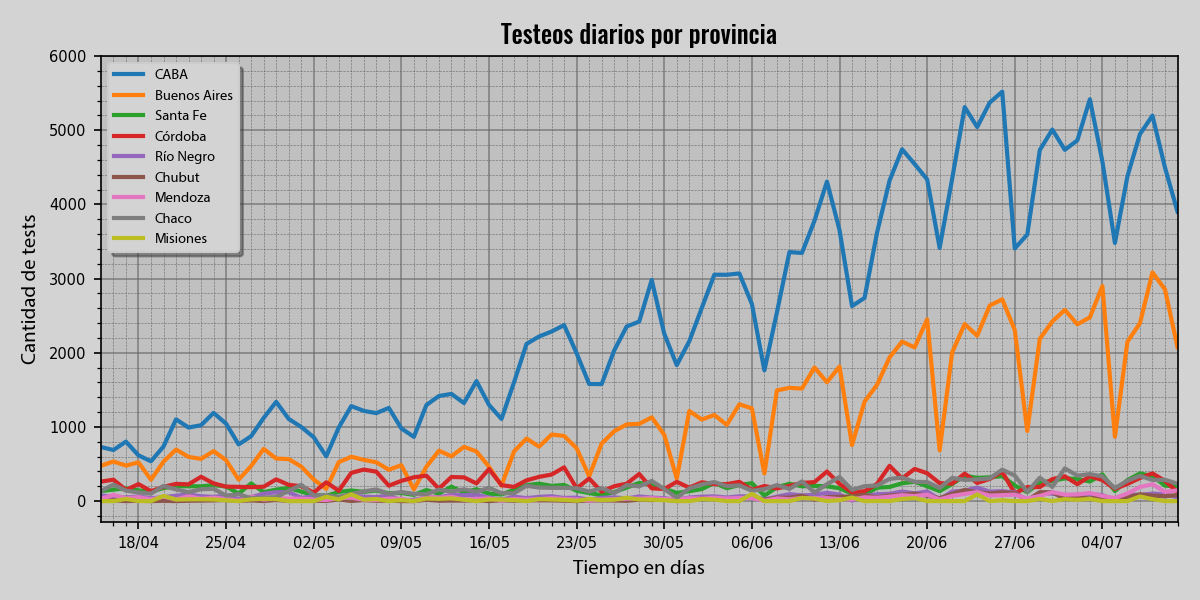 Testeos diarios por provincia
Cantidad de tests
6000
5000
4000
3000
2000
1000
0
CABA
Buenos Aires
Santa Fe
Córdoba
Río Negro
Chubut
Mendoza
Chaco
Misiones
18/04 25/04 02/05 09/05 16/05 23/05 30/05 06/06 13/06 20/06 27/06 04/07
Tiempo en días